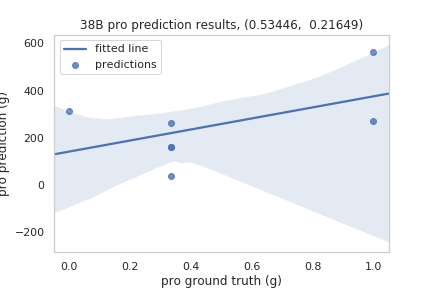 38B pro prediction results, (0.53446,  0.21649)
fitted line
predictions
600
400
200
0
−200
pro prediction (g)
0.0 0.2 0.4 0.6 0.8 1.0
pro ground truth (g)